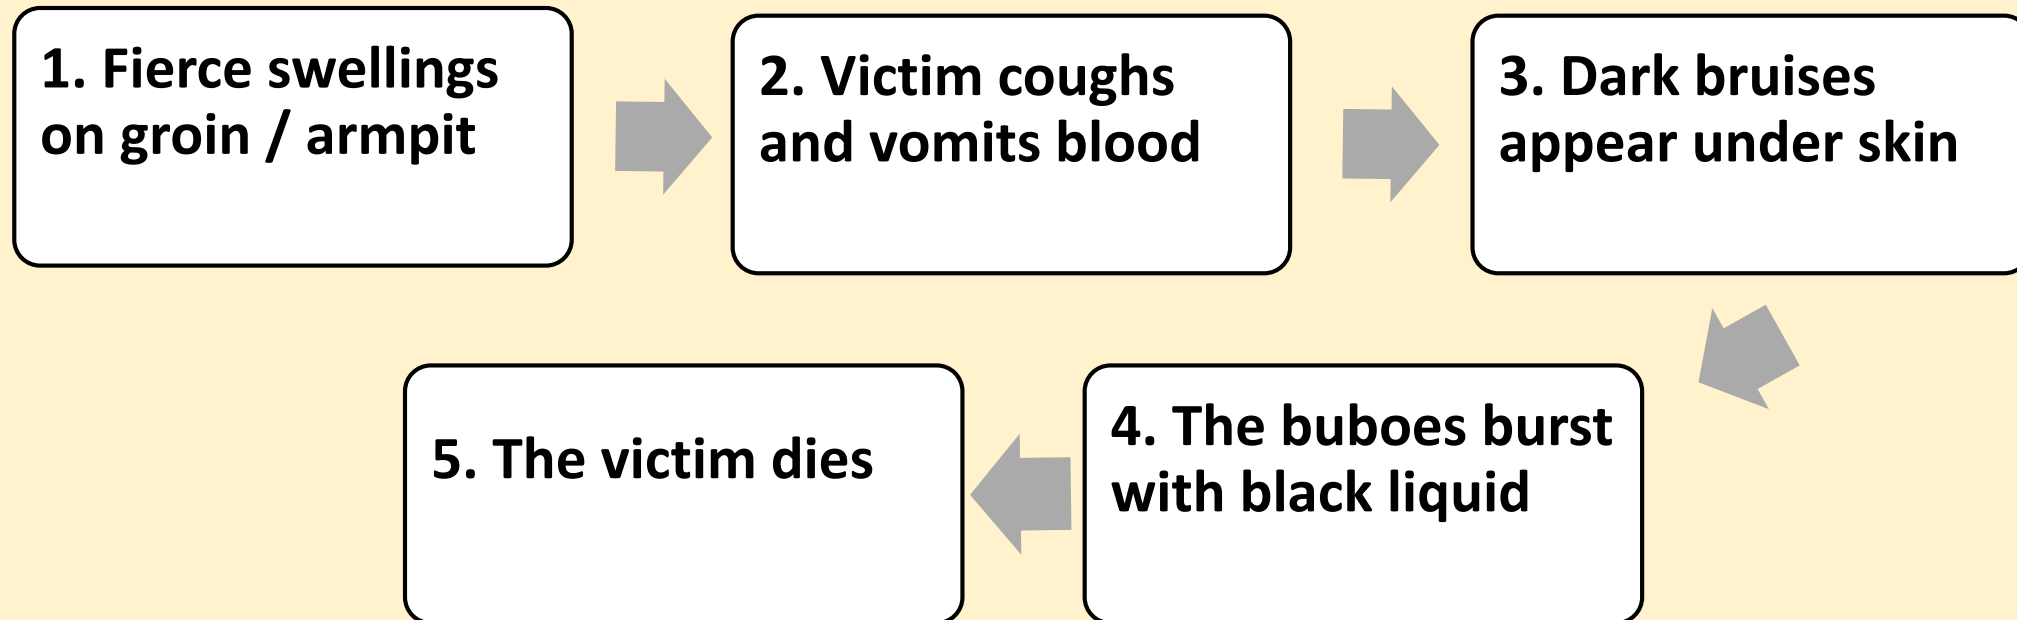 1. Fierce swellings
on groin / armpit
2. Victim coughs
and vomits blood
3. Dark bruises
appear under skin
4. The buboes burst
with black liquid
5. The victim dies